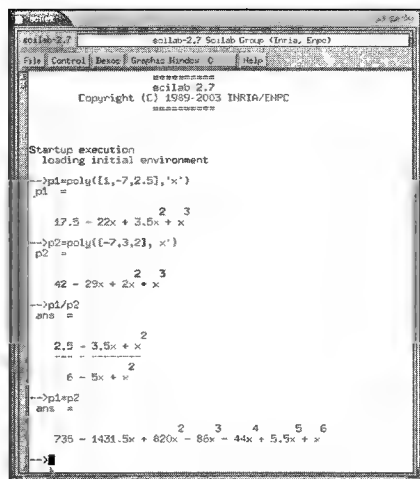 scilab-2.7
scilab-2.7 Scilab Group (Inria, Enpc)
File Control Demos Graphic Window 0 Help
===========
scilab 2.7
Copyright (C) 1989-2003 INRIA/ENPC
===========
Startup execution
loading initial environment
-->p1=poly([1,-7,2.5],'x')
p1 =
2 3
17.5 - 22x + 3.5x + x
-->p2=poly([-7,3,2], x')
p2 =
2 3
42 - 29x + 2x + x
-->p1/p2
ans =
2
2.5 - 3.5x + x
--- - ---------
2
6 - 5x + x
-->p1*p2
ans =
2 3 4 5 6
735 - 1431.5x + 820x - 86x - 44x + 5.5x + x
-->